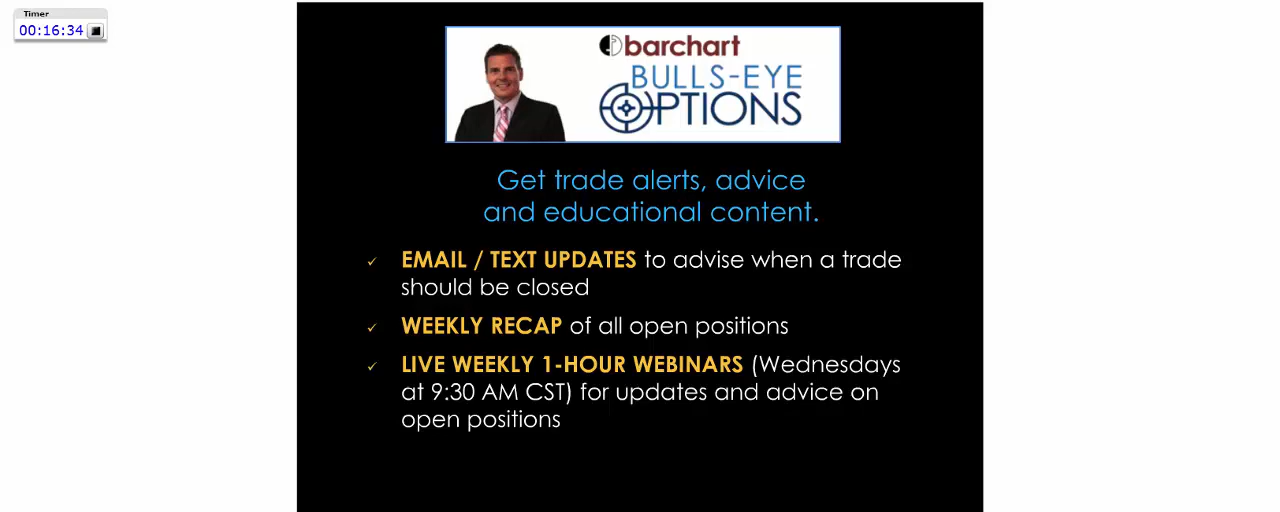 Timer
00:16:34
barchart
BULLS-EYE
OPTIONS
Get trade alerts, advice
and educational content.
✓ EMAIL / TEXT UPDATES to advise when a trade
should be closed
✓ WEEKLY RECAP of all open positions
✓ LIVE WEEKLY 1-HOUR WEBINARS (Wednesdays
at 9:30 AM CST) for updates and advice on
open positions